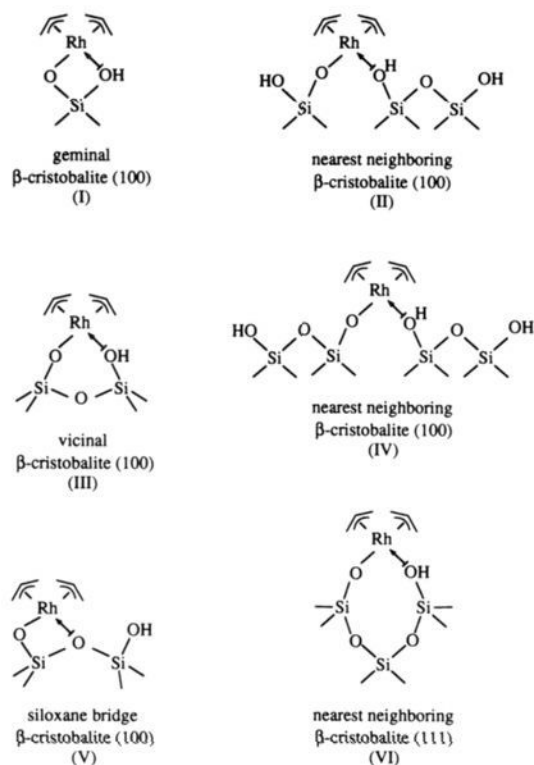 Rh
O OH
Si
geminal
β-cristobalite (100)
(I)
Rh
H
HO O O O OH
Si Si Si
nearest neighboring
β-cristobalite (100)
(II)
Rh
O OH
Si Si
O
vicinal
β-cristobalite (100)
(III)
Rh
H
HO O O O O OH
Si Si Si Si
nearest neighboring
β-cristobalite (100)
(IV)
Rh
OH
O O
Si Si
siloxane bridge
β-cristobalite (100)
(V)
Rh
O OH
Si Si
O O
Si
nearest neighboring
β-cristobalite (111)
(VI)